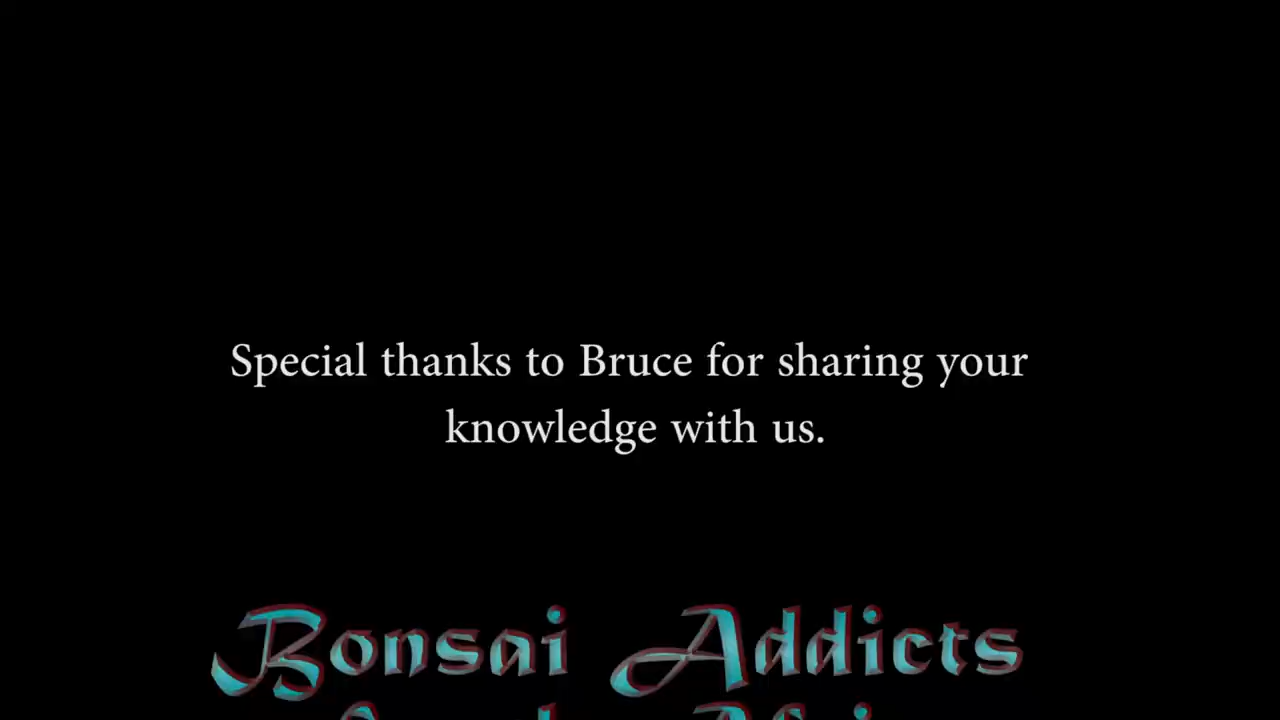 Special thanks to Bruce for sharing your
knowledge with us.
Bonsai Addicts